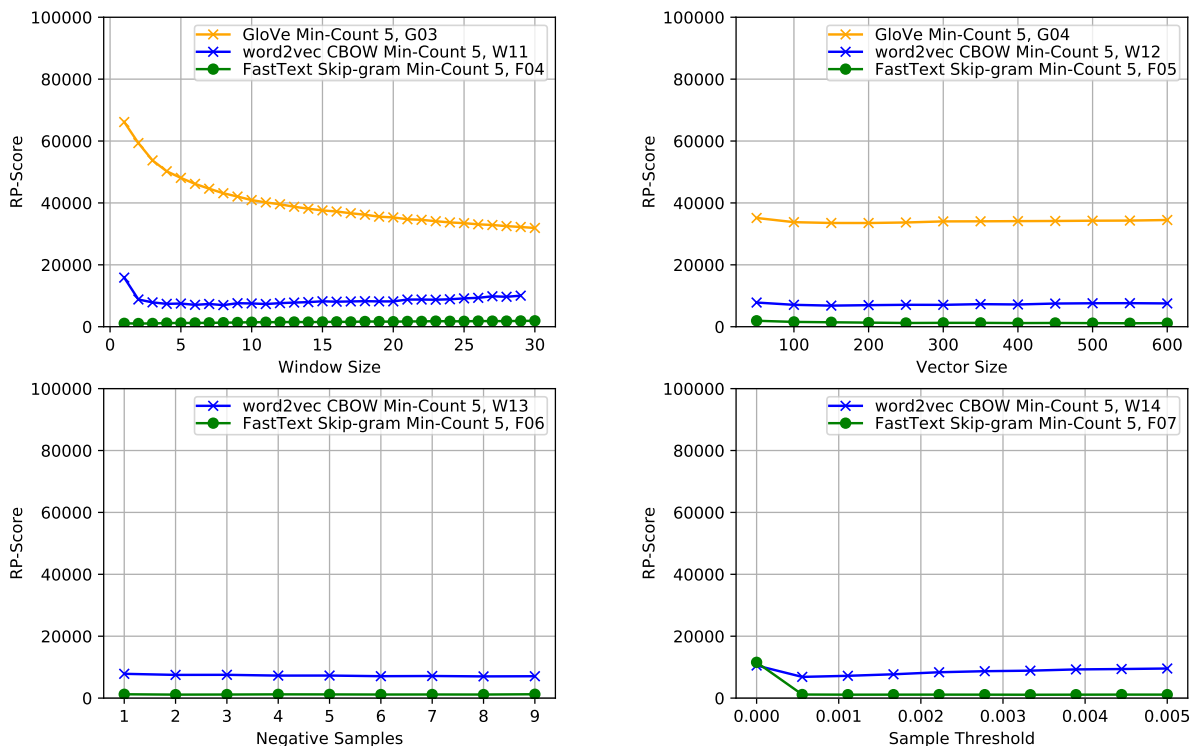 GloVe Min-Count 5, G03
word2vec CBOW Min-Count 5, W11
FastText Skip-gram Min-Count 5, F04
100000
80000
60000
40000
20000
0
RP-Score
0 5 10 15 20 25 30
Window Size
GloVe Min-Count 5, G04
word2vec CBOW Min-Count 5, W12
FastText Skip-gram Min-Count 5, F05
100000
80000
60000
40000
20000
0
RP-Score
100 200 300 400 500 600
Vector Size
word2vec CBOW Min-Count 5, W13
FastText Skip-gram Min-Count 5, F06
100000
80000
60000
40000
20000
0
RP-Score
1 2 3 4 5 6 7 8 9
Negative Samples
word2vec CBOW Min-Count 5, W14
FastText Skip-gram Min-Count 5, F07
100000
80000
60000
40000
20000
0
RP-Score
0.000 0.001 0.002 0.003 0.004 0.005
Sample Threshold